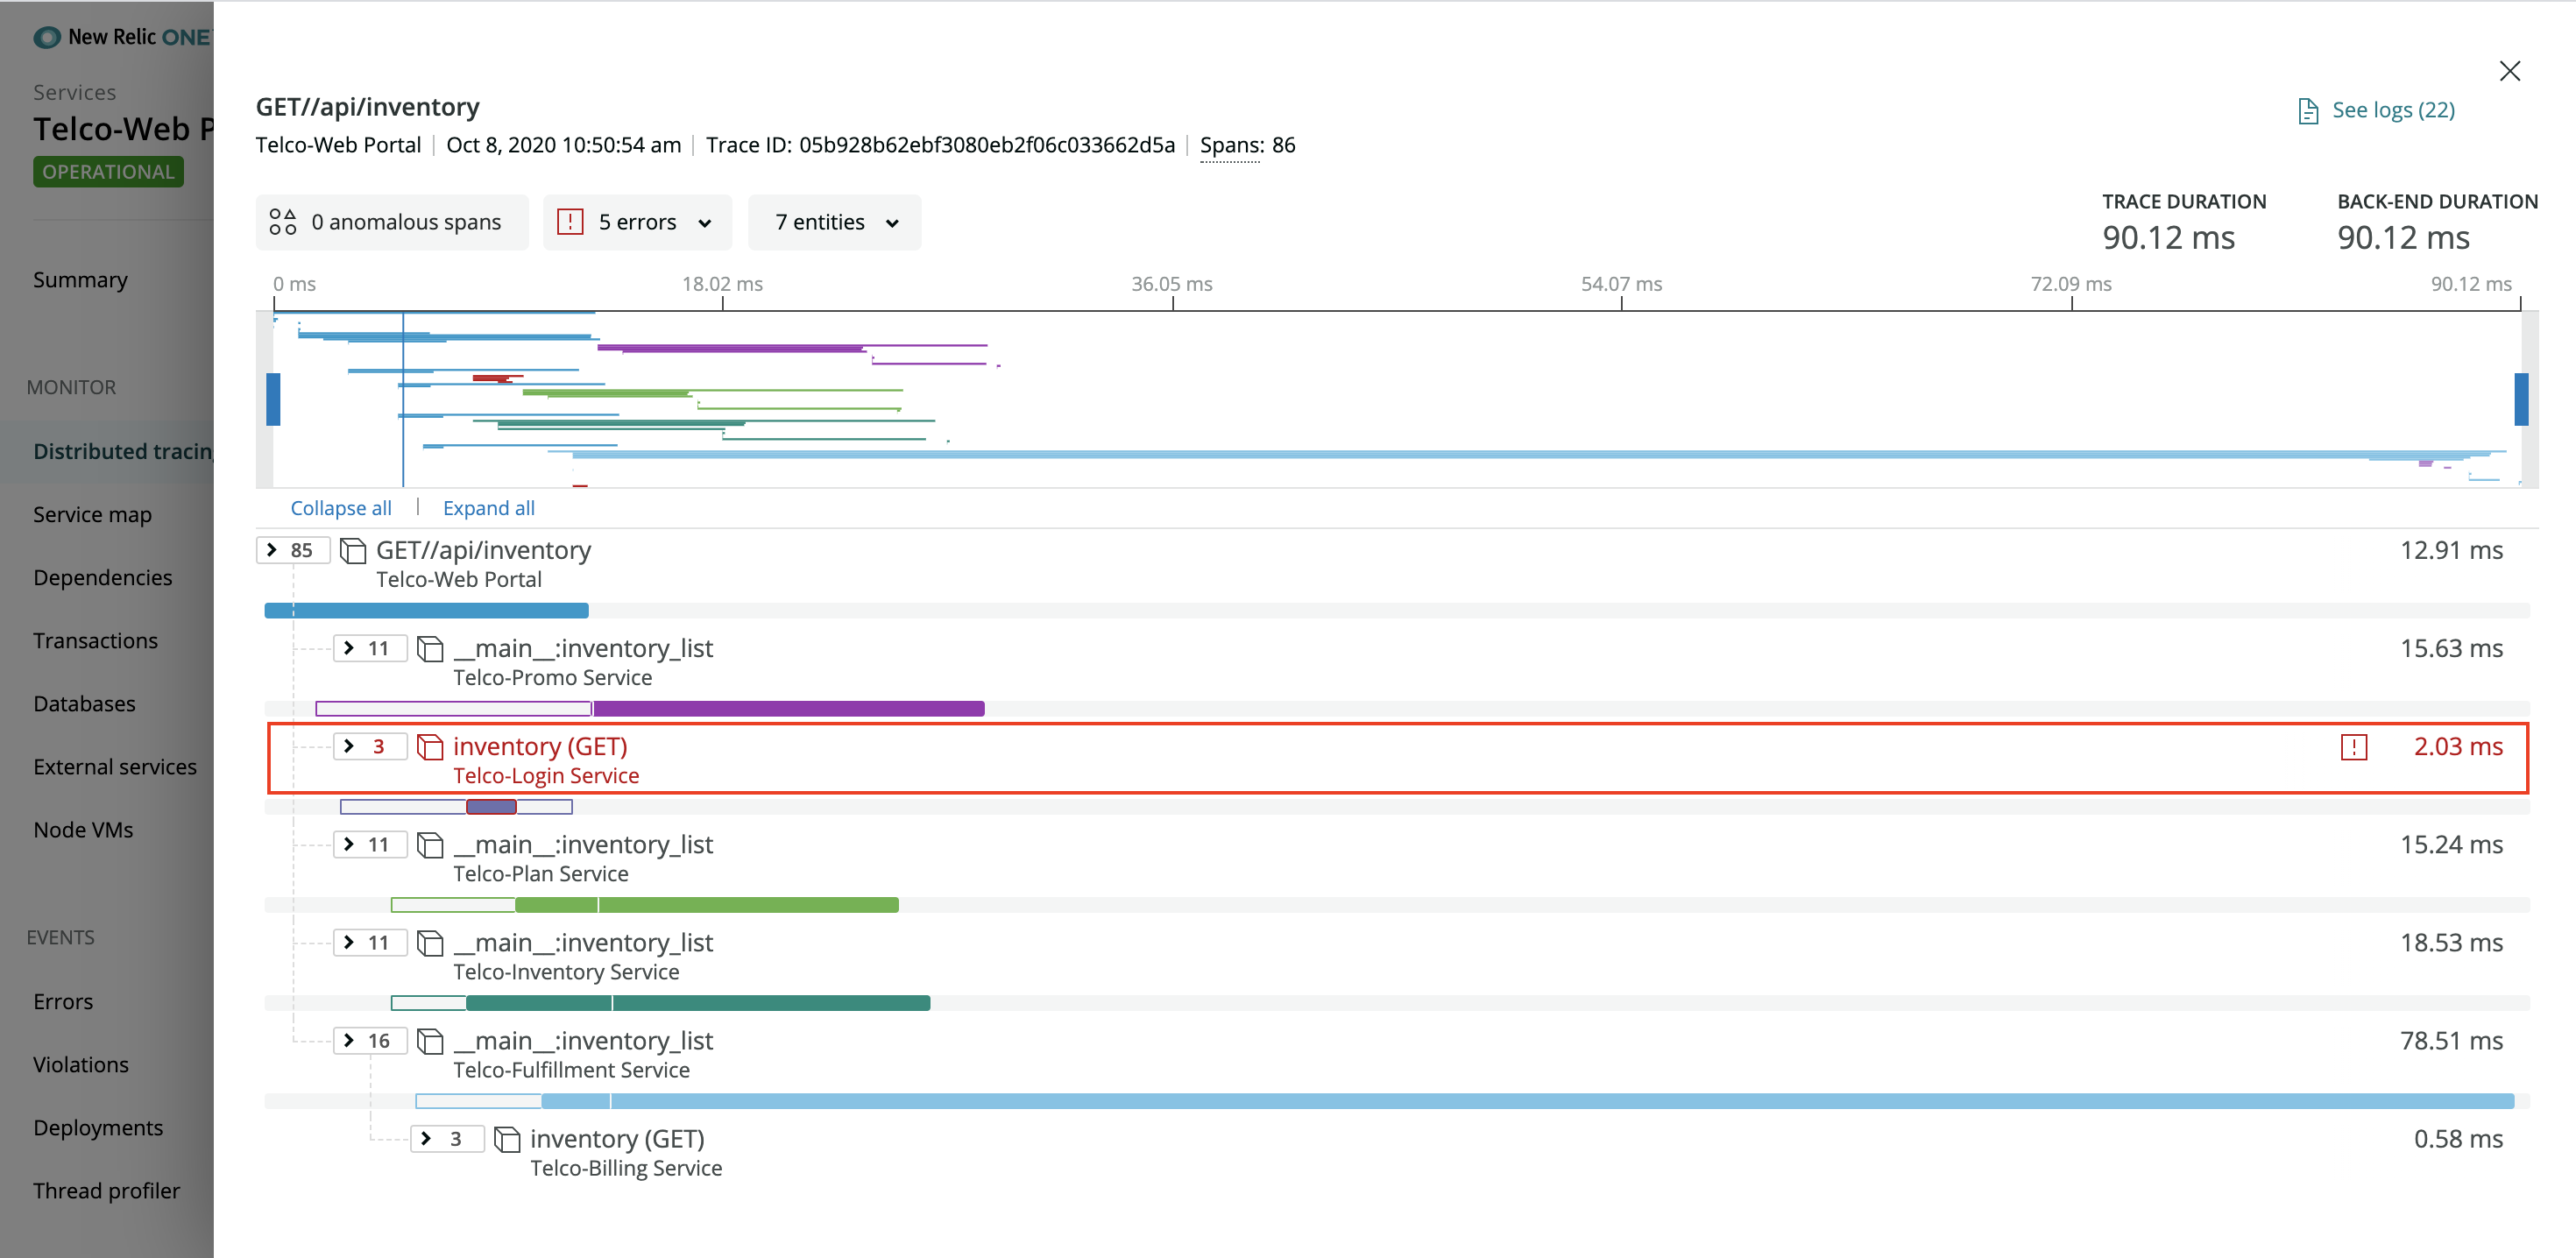 New Relic ONE
Services
Telco-Web P
OPERATIONAL
Summary
MONITOR
Distributed tracing
Service map
Dependencies
Transactions
Databases
External services
Node VMs
EVENTS
Errors
Violations
Deployments
Thread profiler
GET//api/inventory
See logs (22)
Telco-Web Portal | Oct 8, 2020 10:50:54 am | Trace ID: 05b928b62ebf3080eb2f06c033662d5a | Spans: 86
0 anomalous spans
5 errors
7 entities
TRACE DURATION
90.12 ms
BACK-END DURATION
90.12 ms
0 ms 18.02 ms 36.05 ms 54.07 ms 72.09 ms 90.12 ms
Collapse all | Expand all
85 GET//api/inventory 12.91 ms
Telco-Web Portal
11 __main__:inventory_list 15.63 ms
Telco-Promo Service
3 inventory (GET) 2.03 ms
Telco-Login Service
11 __main__:inventory_list 15.24 ms
Telco-Plan Service
11 __main__:inventory_list 18.53 ms
Telco-Inventory Service
16 __main__:inventory_list 78.51 ms
Telco-Fulfillment Service
3 inventory (GET) 0.58 ms
Telco-Billing Service